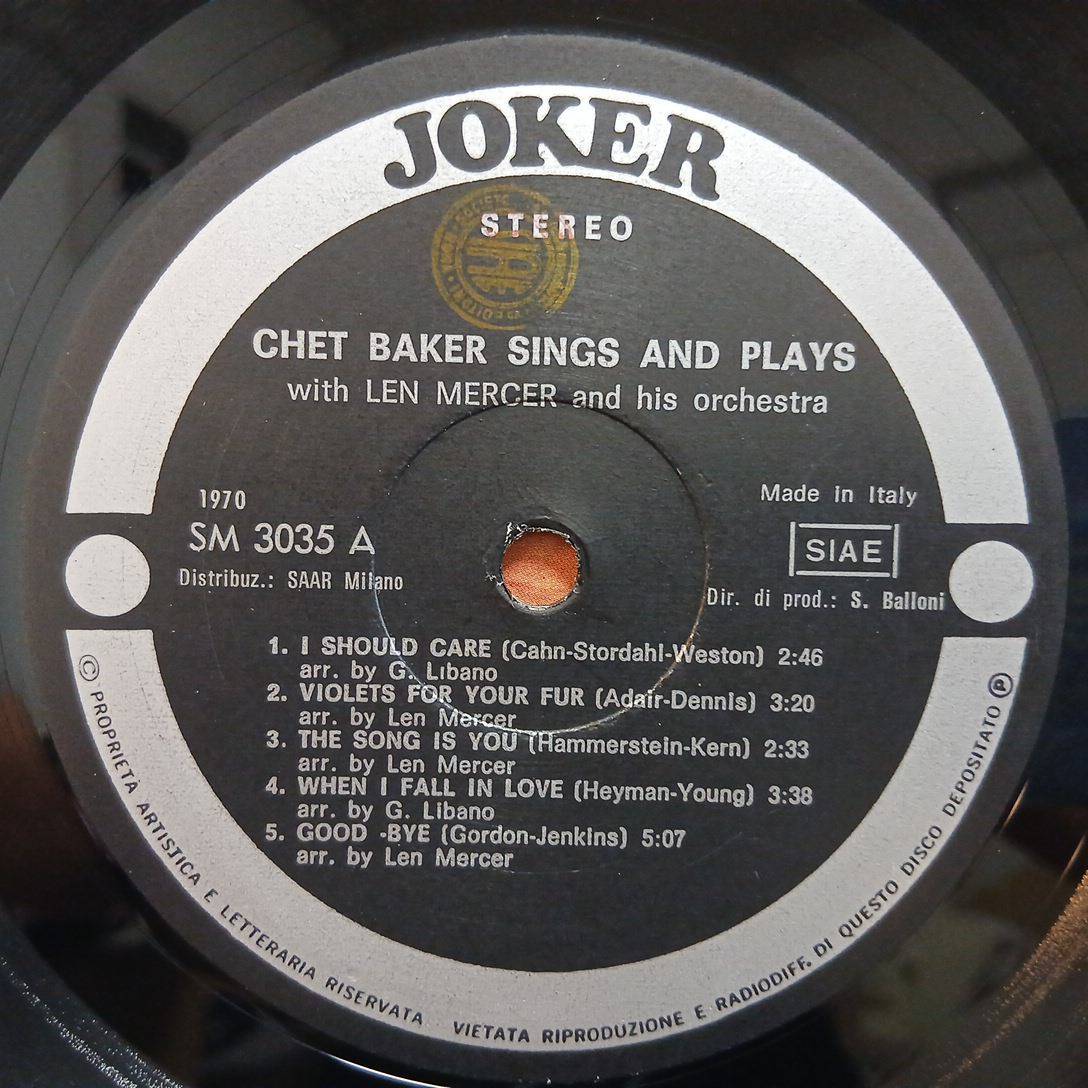 JOKER
STEREO
CHET BAKER SINGS AND PLAYS
with LEN MERCER and his orchestra
1970
SM 3035 A
Distribuz.: SAAR Milano
Made in Italy
SIAE
Dir. di prod.: S. Balloni
1. I SHOULD CARE (Cahn-Stordahl-Weston) 2:46
arr. by G. Libano
2. VIOLETS FOR YOUR FUR (Adair-Dennis) 3:20
arr. by Len Mercer
3. THE SONG IS YOU (Hammerstein-Kern) 2:33
arr. by Len Mercer
4. WHEN I FALL IN LOVE (Heyman-Young) 3:38
arr. by G. Libano
5. GOOD -BYE (Gordon-Jenkins) 5:07
arr. by Len Mercer
© PROPRIETÀ ARTISTICA E LETTERARIA RISERVATA VIETATA RIPRODUZIONE E RADIODIFF. DI QUESTO DISCO DEPOSITATO ℗